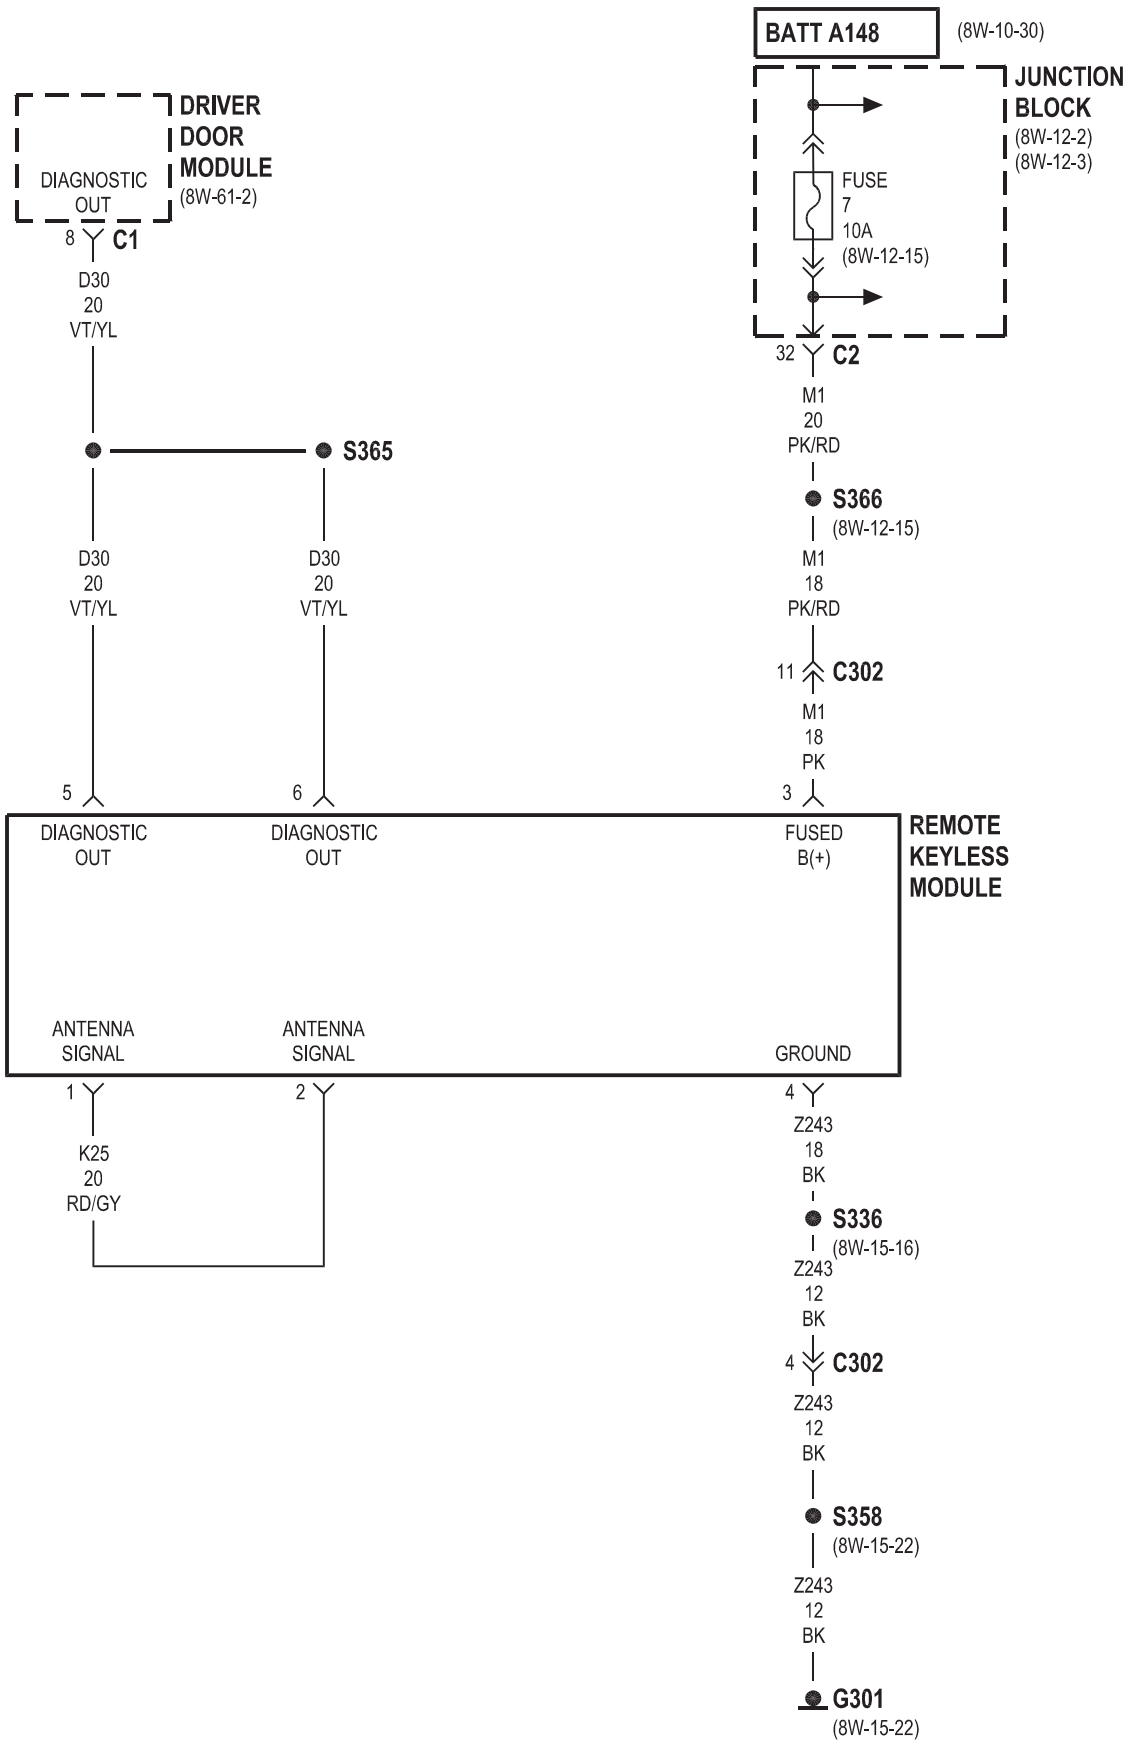 BATT A148
(8W-10-30)
JUNCTION
BLOCK
(8W-12-2)
(8W-12-3)
DRIVER
DOOR
MODULE
(8W-61-2)
DIAGNOSTIC
OUT
8
C1
D30
20
VT/YL
FUSE
7
10A
(8W-12-15)
32
C2
M1
20
PK/RD
S365
S366
(8W-12-15)
D30
20
VT/YL
D30
20
VT/YL
M1
18
PK/RD
11
C302
M1
18
PK
5
6
3
DIAGNOSTIC
OUT
DIAGNOSTIC
OUT
FUSED
B(+)
REMOTE
KEYLESS
MODULE
ANTENNA
SIGNAL
ANTENNA
SIGNAL
GROUND
1
2
4
K25
20
RD/GY
Z243
18
BK
S336
(8W-15-16)
Z243
12
BK
4
C302
Z243
12
BK
S358
(8W-15-22)
Z243
12
BK
G301
(8W-15-22)